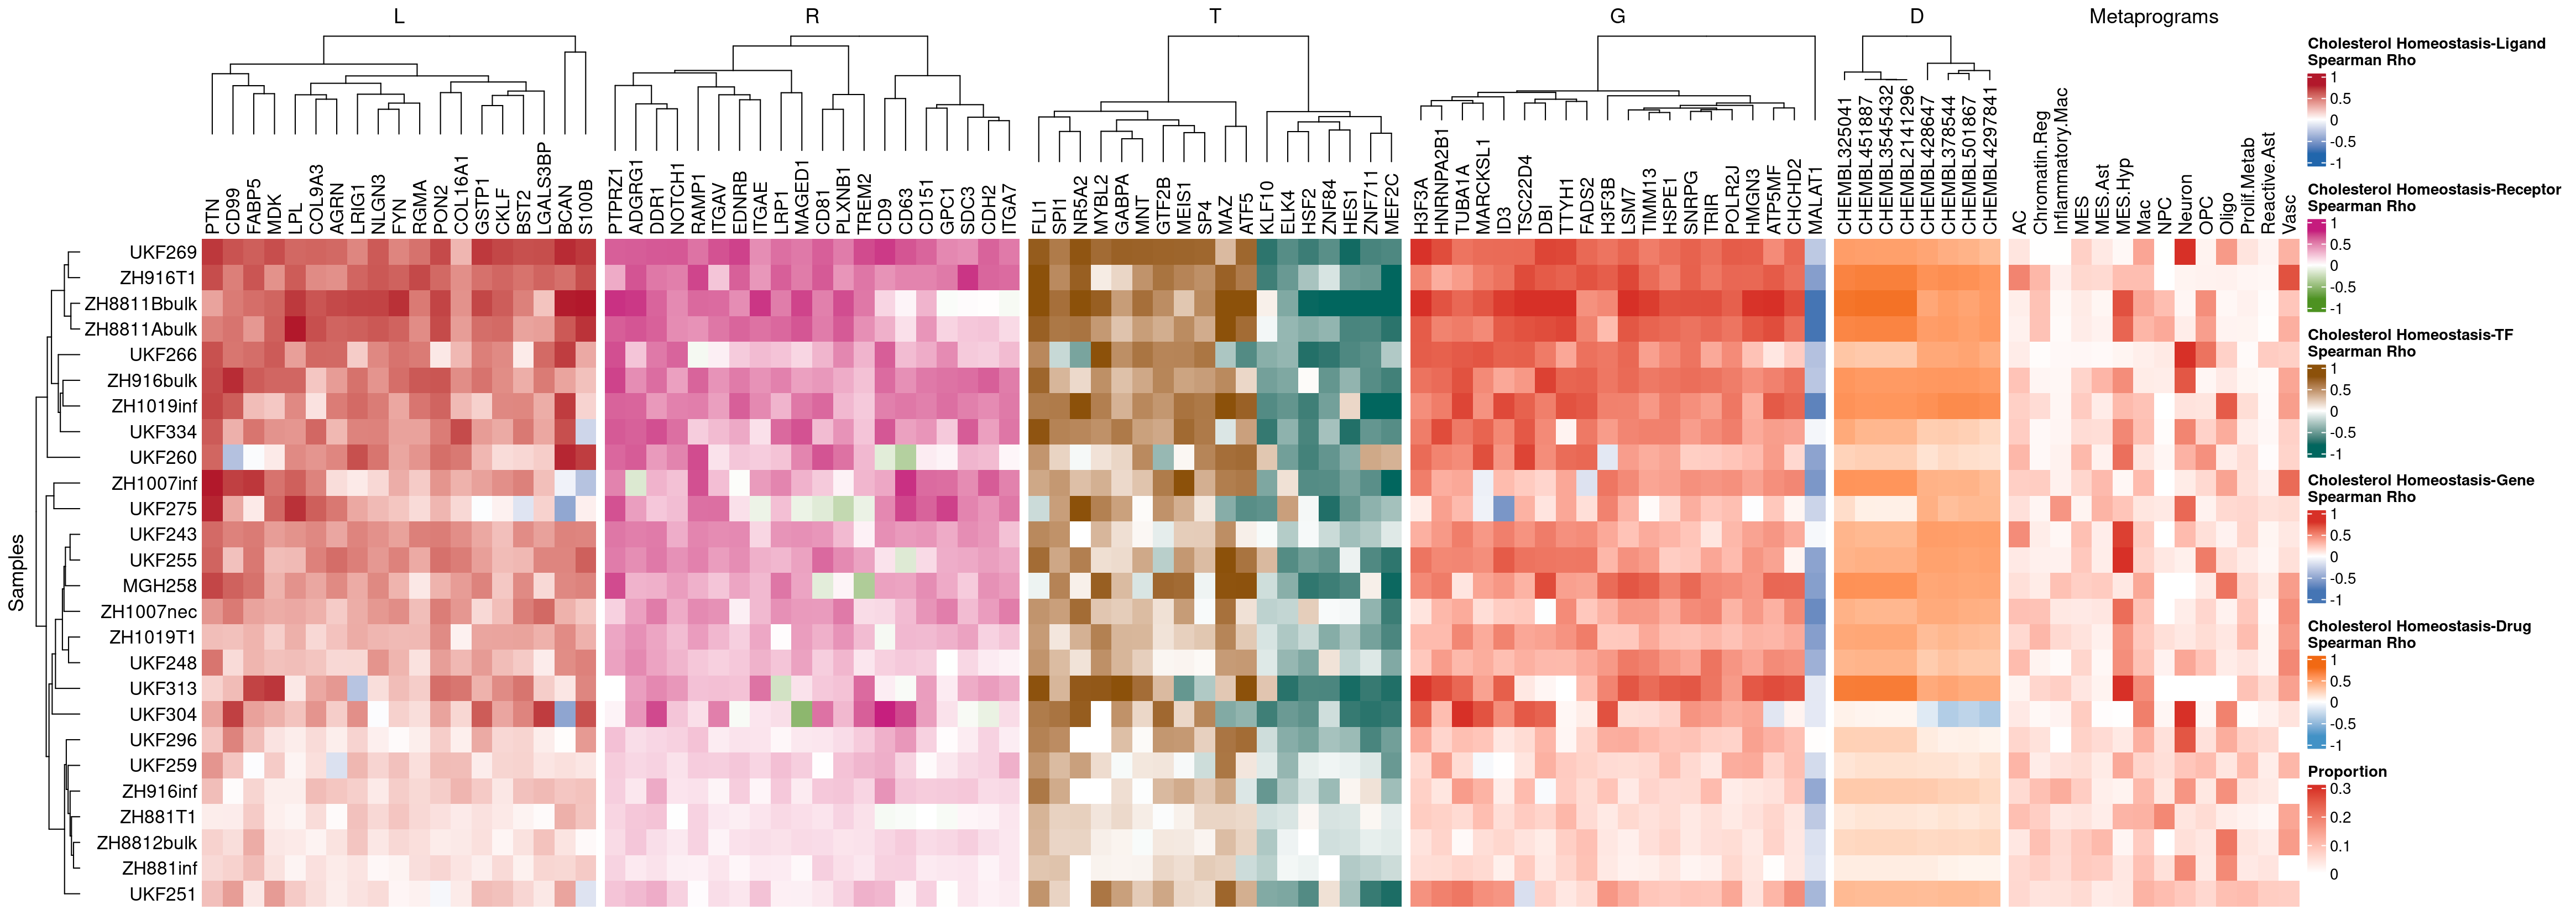 L R T G D Metaprograms
PTN CD99 FABP5 MDK LPL COL9A3 AGRN LRIG1 NLGN3 FYN RGMA PON2 COL16A1 GSTP1 CKLF BST2 LGALS3BP BCAN S100B
PTPRZ1 ADGRG1 DDR1 NOTCH1 RAMP1 ITGAV EDNRB ITGAE LRP1 MAGED1 CD81 PLXNB1 TREM2 CD9 CD63 CD151 GPC1 SDC3 CDH2 ITGA7
FLI1 SPI1 NR5A2 MYBL2 GABPA MNT GTF2B MEIS1 SP4 MAZ ATF5 KLF10 ELK4 HSF2 ZNF84 HES1 ZNF711 MEF2C
H3F3A HNRNPA2B1 TUBA1A MARCKSL1 ID3 TSC22D4 DBI TTYH1 FADS2 H3F3B LSM7 TIMM13 HSPE1 SNRPG TRIR POLR2J HMGN3 ATP5MF CHCHD2 MALAT1
CHEMBL325041 CHEMBL451887 CHEMBL3545432 CHEMBL2141296 CHEMBL428647 CHEMBL378544 CHEMBL501867 CHEMBL4297841
AC Chromatin.Reg Inflammatory.Mac MES MES.Ast MES.Hyp Mac NPC Neuron OPC Oligo Prolif.Metab Reactive.Ast Vasc
Samples
UKF269
ZH916T1
ZH8811Bbulk
ZH8811Abulk
UKF266
ZH916bulk
ZH1019inf
UKF334
UKF260
ZH1007inf
UKF275
UKF243
UKF255
MGH258
ZH1007nec
ZH1019T1
UKF248
UKF313
UKF304
UKF296
UKF259
ZH916inf
ZH881T1
ZH8812bulk
ZH881inf
UKF251
Cholesterol Homeostasis-Ligand
Spearman Rho
1
0.5
0
-0.5
-1
Cholesterol Homeostasis-Receptor
Spearman Rho
1
0.5
0
-0.5
-1
Cholesterol Homeostasis-TF
Spearman Rho
1
0.5
0
-0.5
-1
Cholesterol Homeostasis-Gene
Spearman Rho
1
0.5
0
-0.5
-1
Cholesterol Homeostasis-Drug
Spearman Rho
1
0.5
0
-0.5
-1
Proportion
0.3
0.2
0.1
0